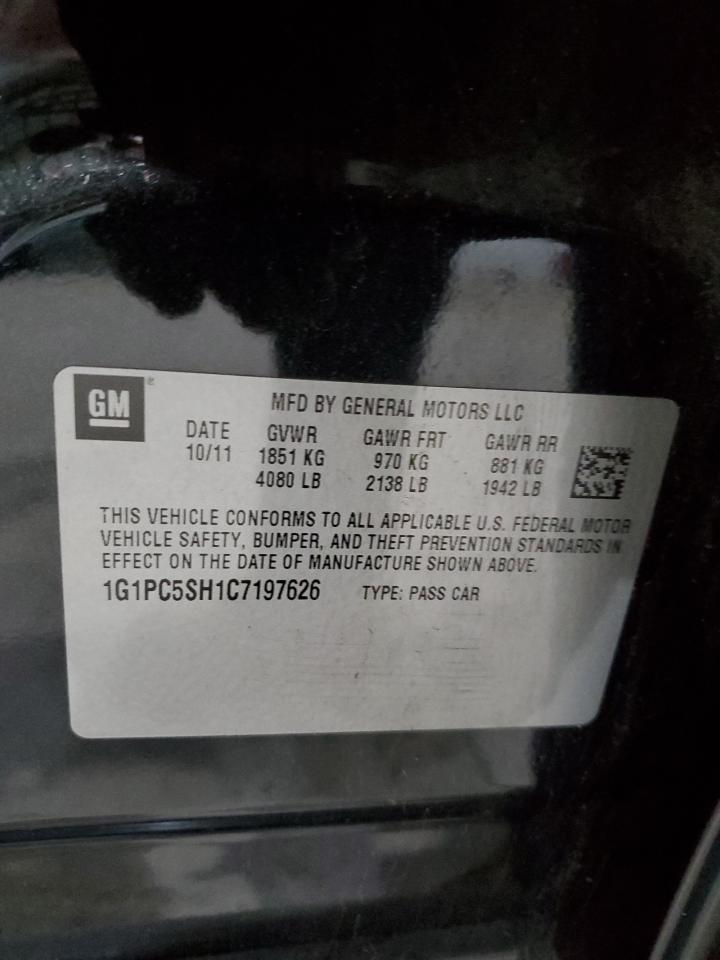 GM
MFD BY GENERAL MOTORS LLC
DATE GVWR GAWR FRT GAWR RR
10/11 1851 KG 970 KG 881 KG
4080 LB 2138 LB 1942 LB
THIS VEHICLE CONFORMS TO ALL APPLICABLE U.S. FEDERAL MOTOR
VEHICLE SAFETY, BUMPER, AND THEFT PREVENTION STANDARDS IN
EFFECT ON THE DATE OF MANUFACTURE SHOWN ABOVE.
1G1PC5SH1C7197626 TYPE: PASS CAR